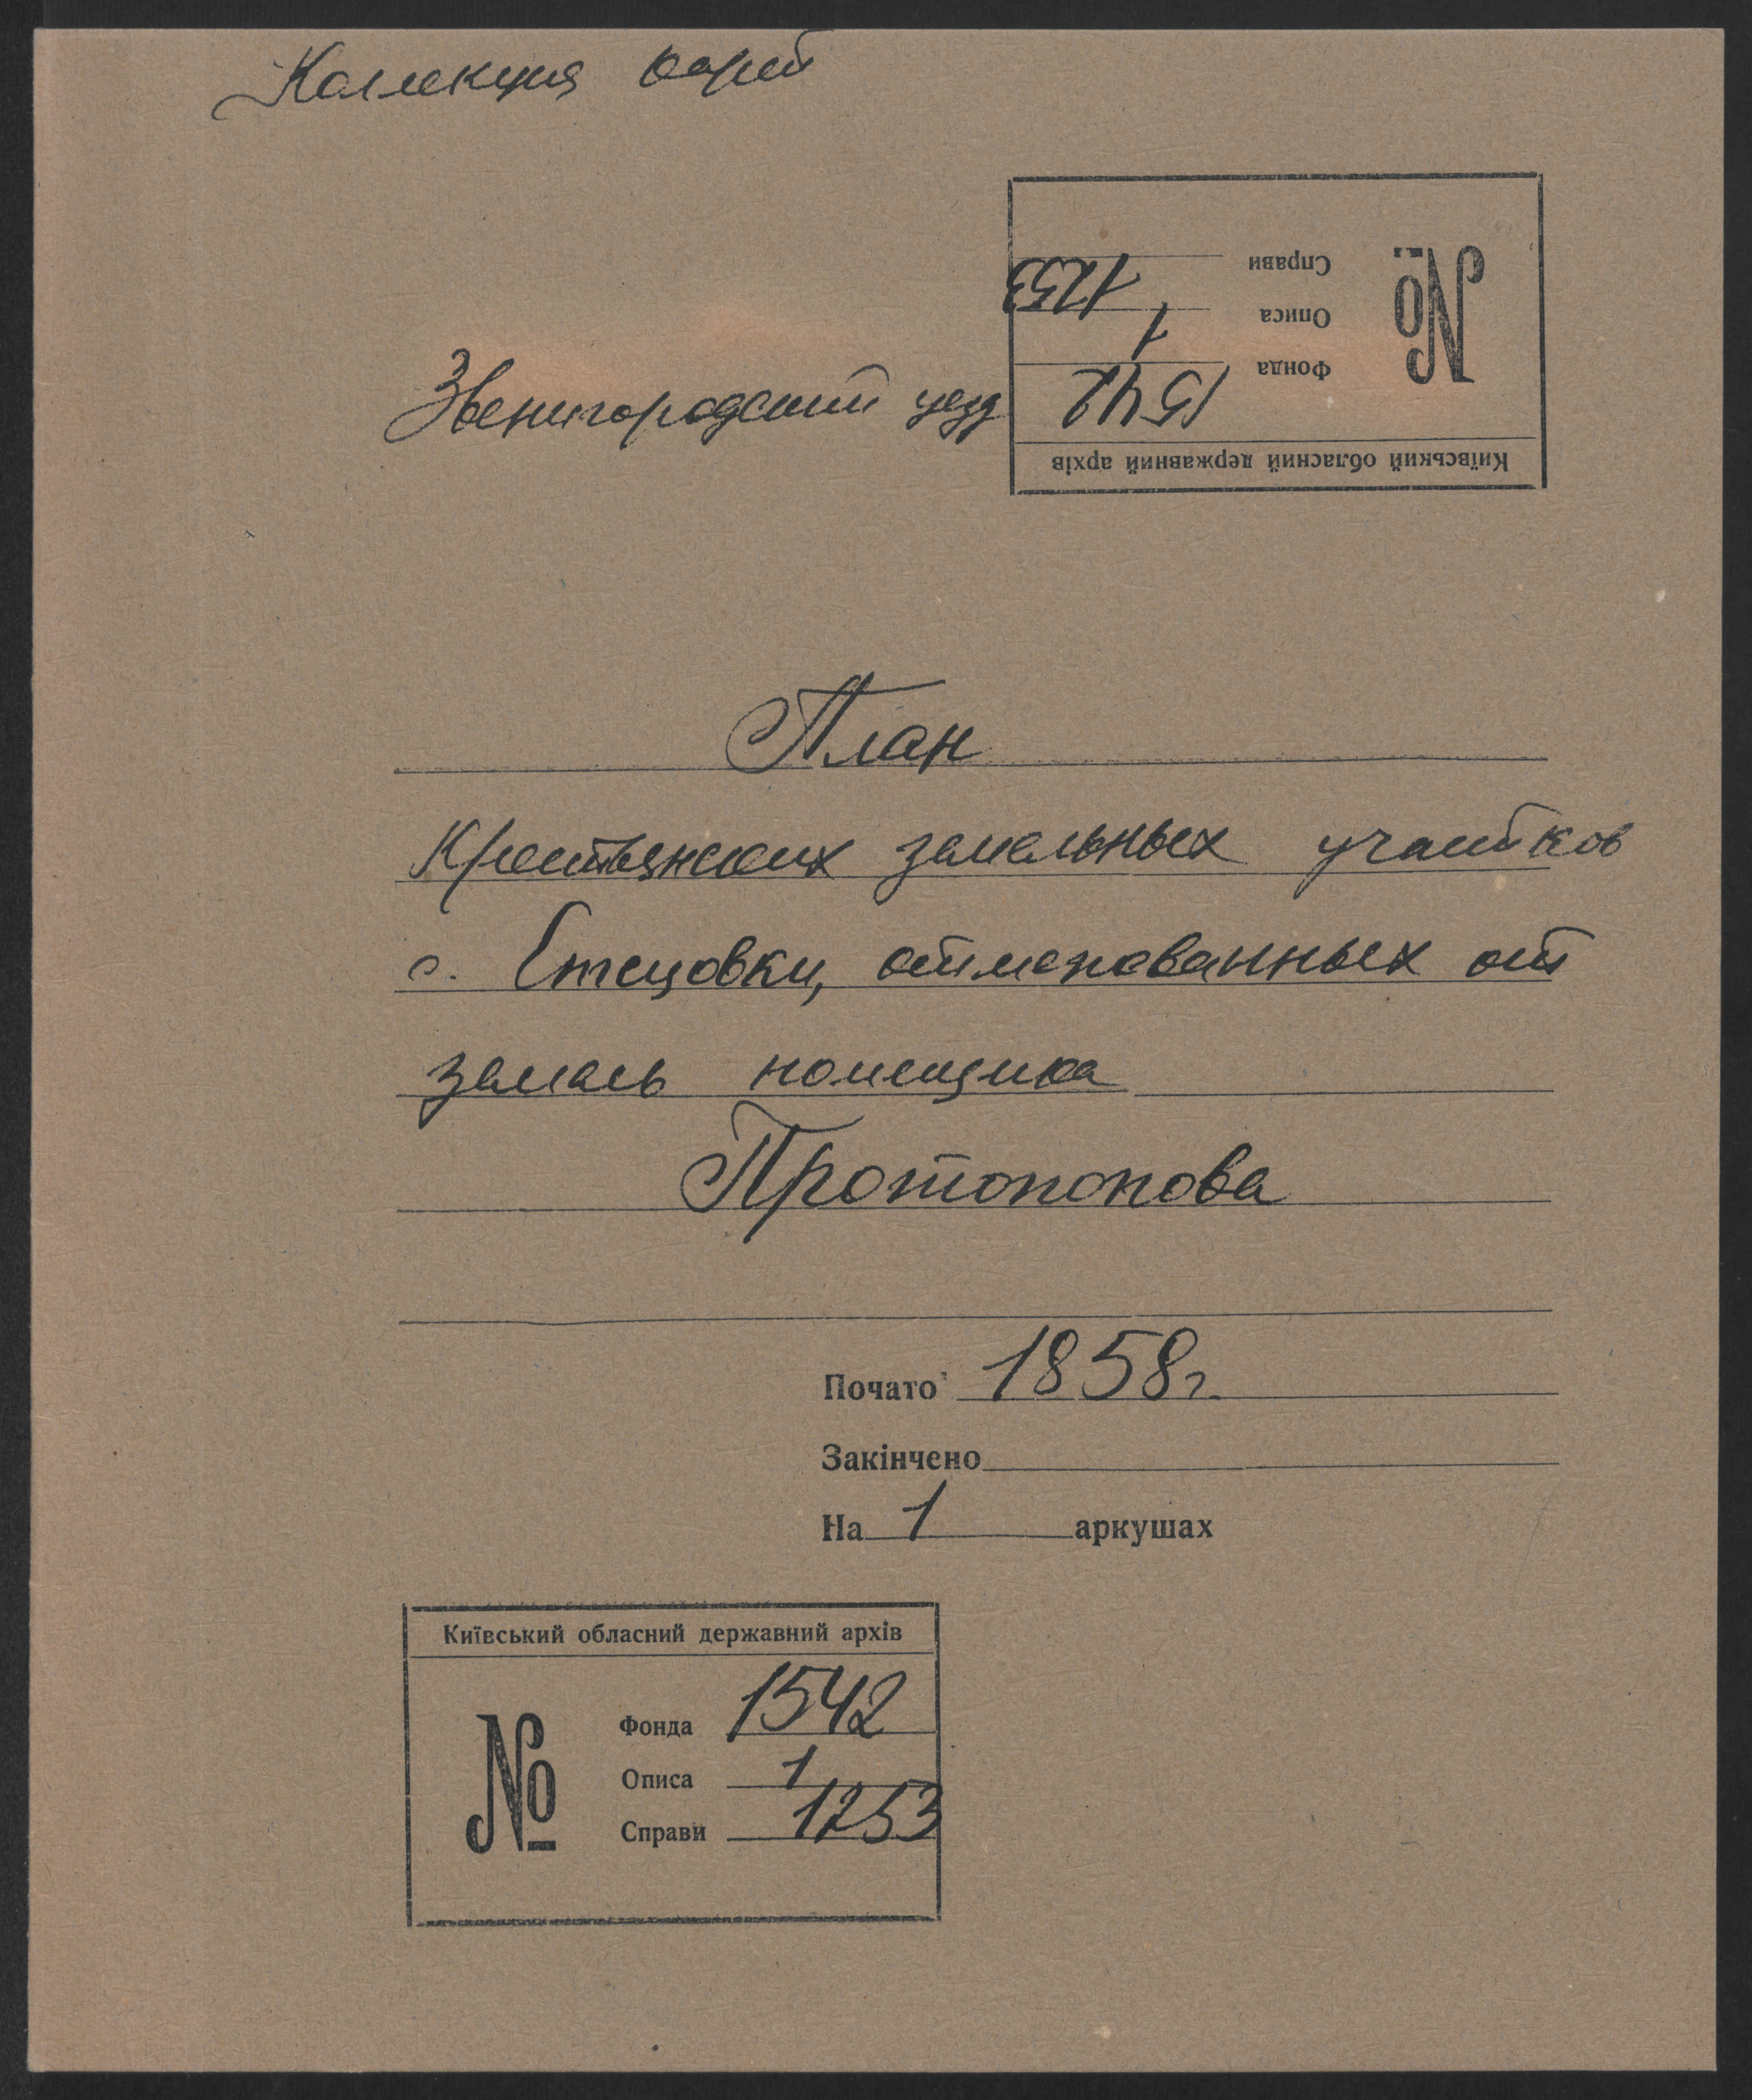 Коллекция карт
Справи 1253
Описа 1
Фонда 1542
Київський обласний державний архів
№
Звенигородский уезд
План
Крестьянских земельных участков
с. Стецовки, отмежеванных от
земель помещика
Протопопова
Почато 1858г.
Закінчено
На 1 аркушах
Київський обласний державний архів
№
Фонда 1542
Описа 1
Справи 1253